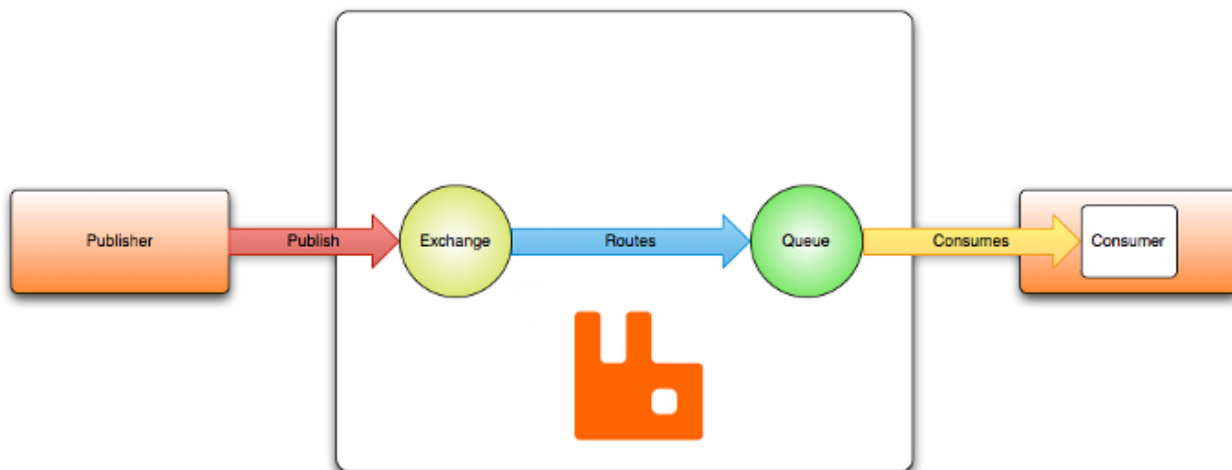 Publisher
Publish
Exchange
Routes
Queue
Consumes
Consumer